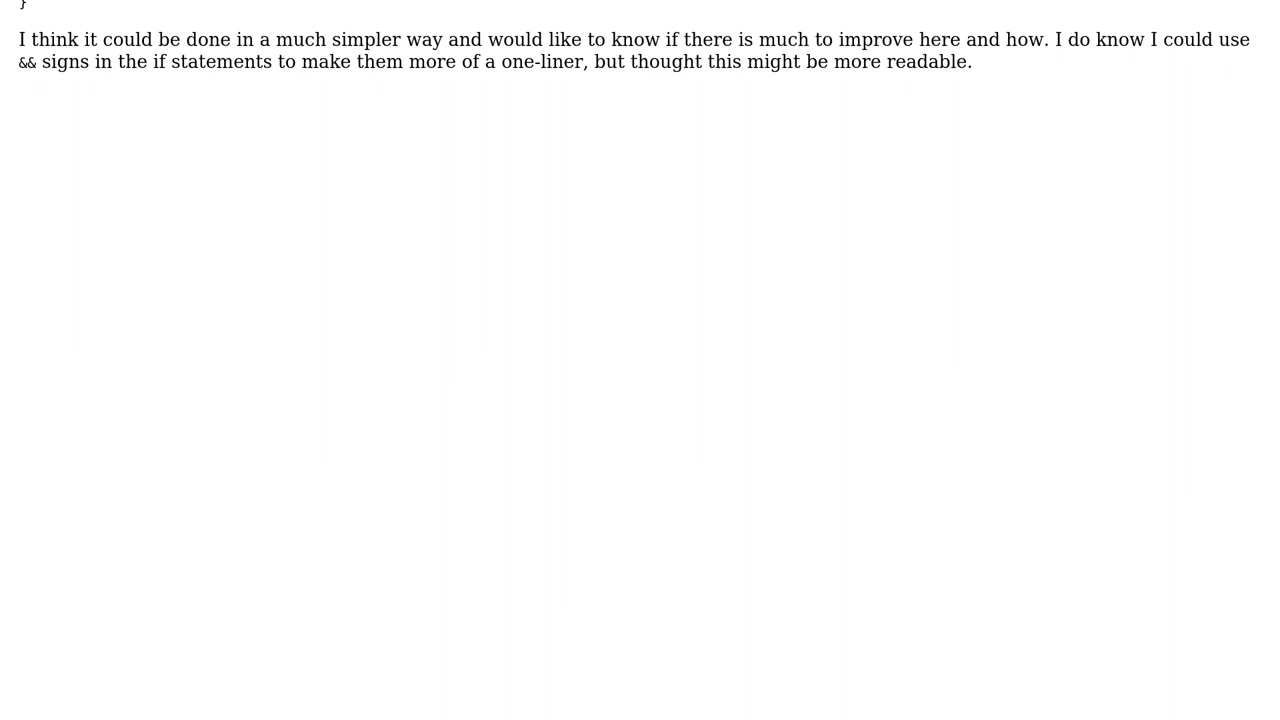 }
I think it could be done in a much simpler way and would like to know if there is much to improve here and how. I do know I could use
&& signs in the if statements to make them more of a one-liner, but thought this might be more readable.